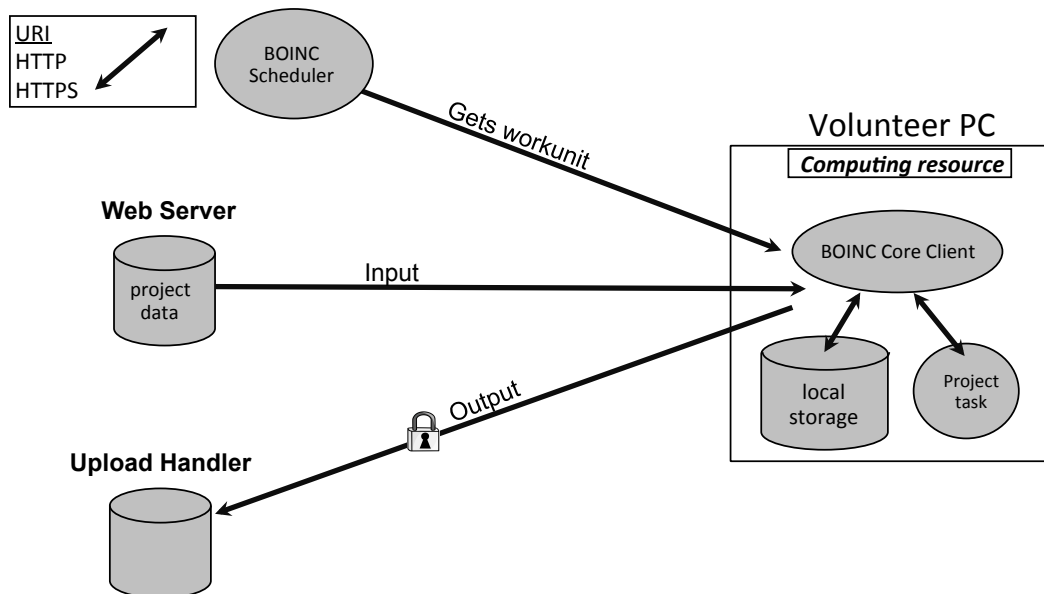 URI
HTTP
HTTPS
BOINC
Scheduler
Gets workunit
Volunteer PC
Computing resource
Web Server
BOINC Core Client
Input
project
data
local
storage
Project
task
Output
Upload Handler